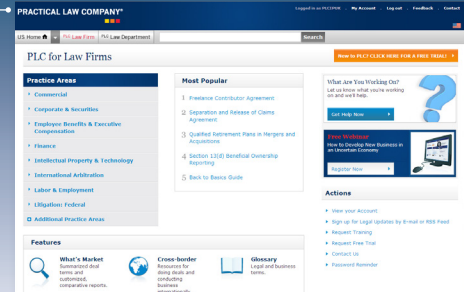 PRACTICAL LAW COMPANY®
Logged in as PLCIPUK . My Account . Log out . Feedback . Contact
US Home PLC Law Firm PLC Law Department Search
PLC for Law Firms
New to PLC? CLICK HERE FOR A FREE TRIAL!
Practice Areas
Commercial
Corporate & Securities
Employee Benefits & Executive
Compensation
Finance
Intellectual Property & Technology
International Arbitration
Labor & Employment
Litigation: Federal
Additional Practice Areas
Most Popular
1 Freelance Contributor Agreement
2 Separation and Release of Claims
Agreement
3 Qualified Retirement Plans in Mergers and
Acquisitions
4 Section 13(d) Beneficial Ownership
Reporting
5 Back to Basics Guide
What Are You Working On?
Let us know what you're working
on and we'll help.
Get Help Now
Free Webinar
How to Develop New Business in
an Uncertain Economy
Register Now
Actions
View your Account
Sign up for Legal Updates by E-mail or RSS Feed
Request Training
Request Free Trial
Contact Us
Password Reminder
Features
What's Market
Summarized deal
terms and
customized,
comparative reports.
Cross-border
Resources for
doing deals and
conducting
business
internationally.
Glossary
Legal and business
terms.